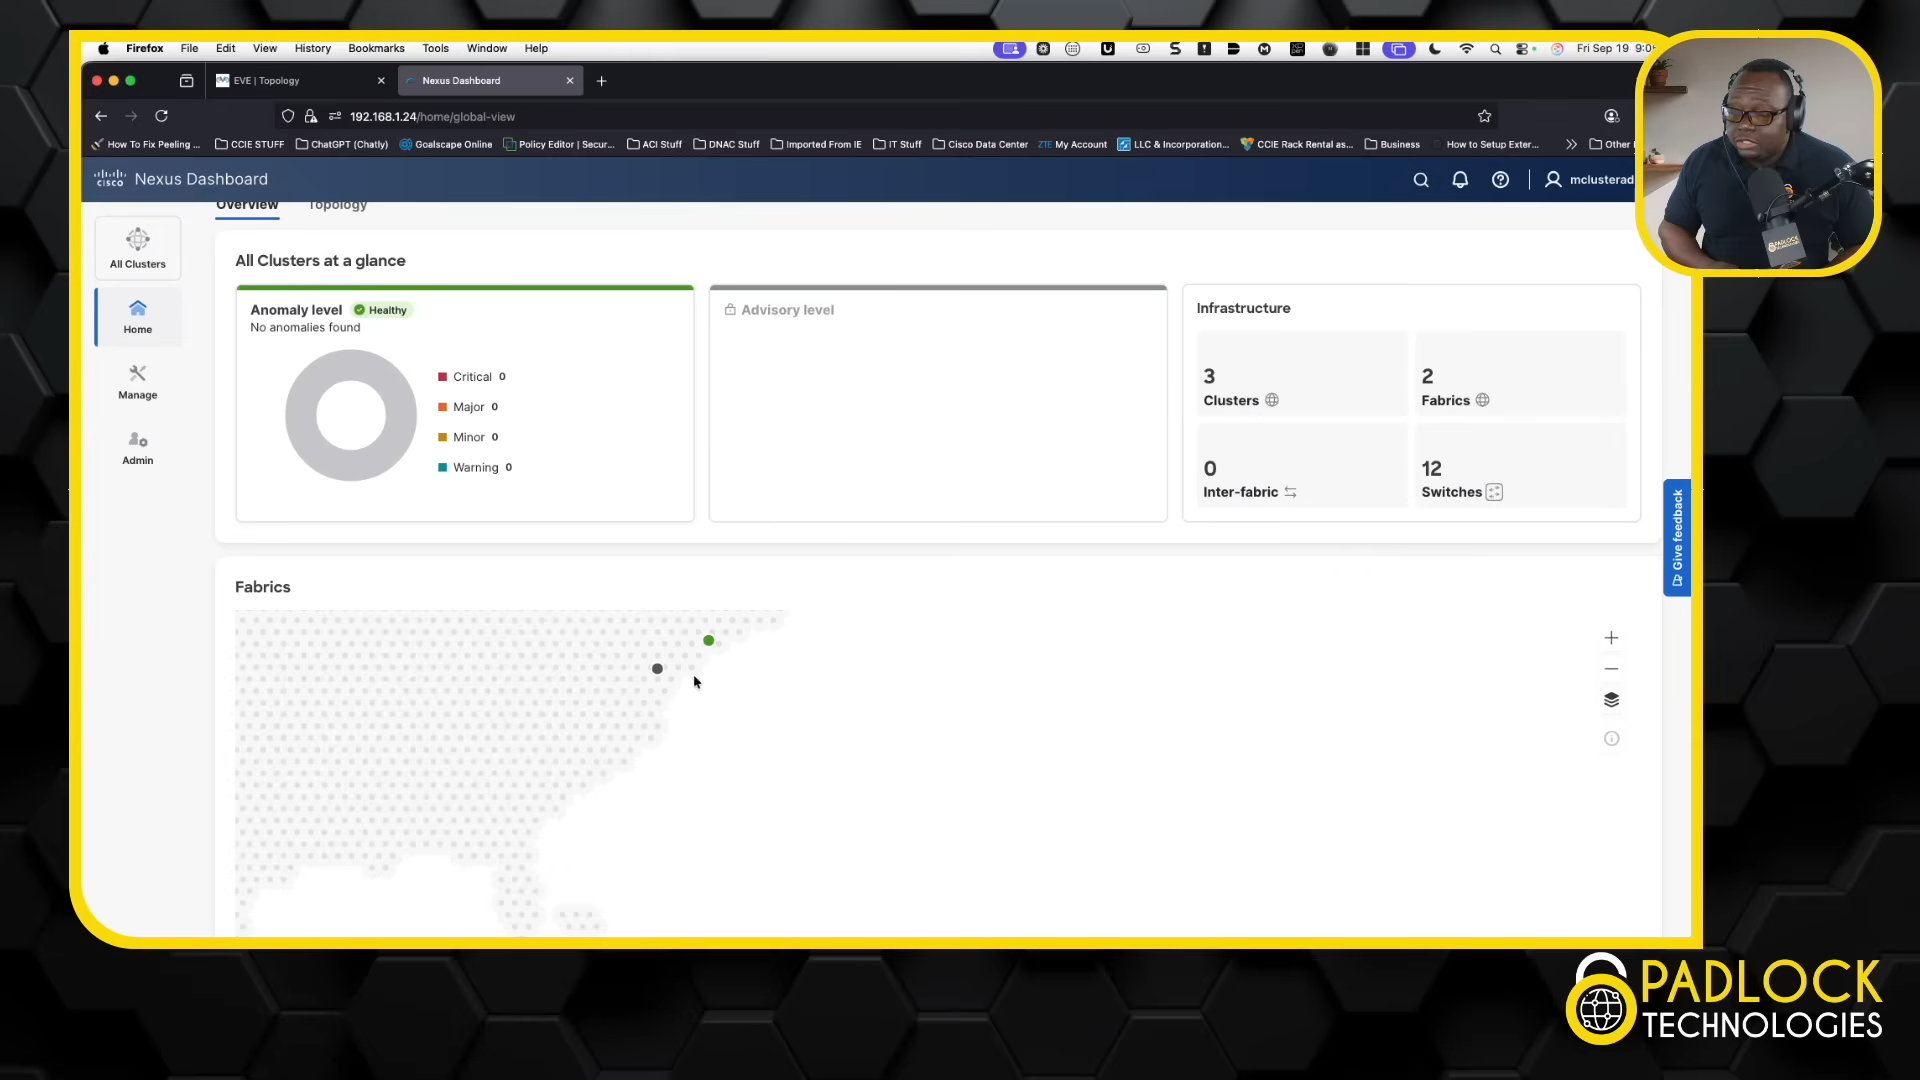 Firefox File Edit View History Bookmarks Tools Window Help Fri Sep 19 9:0
EVE | Topology Nexus Dashboard
192.168.1.24/home/global-view
How To Fix Peeling ... CCIE STUFF ChatGPT (Chatly) Goalscape Online Policy Editor | Secur... ACI Stuff DNAC Stuff Imported From IE IT Stuff Cisco Data Center ZTE My Account LLC & Incorporation... CCIE Rack Rental as... Business How to Setup Exter... Other
cisco Nexus Dashboard mclusterad
Overview Topology
All Clusters
Home
Manage
Admin
All Clusters at a glance
Anomaly level Healthy
No anomalies found
Critical 0
Major 0
Minor 0
Warning 0
Advisory level
Infrastructure
3
Clusters
2
Fabrics
0
Inter-fabric
12
Switches
Give feedback
Fabrics
PADLOCK
TECHNOLOGIES